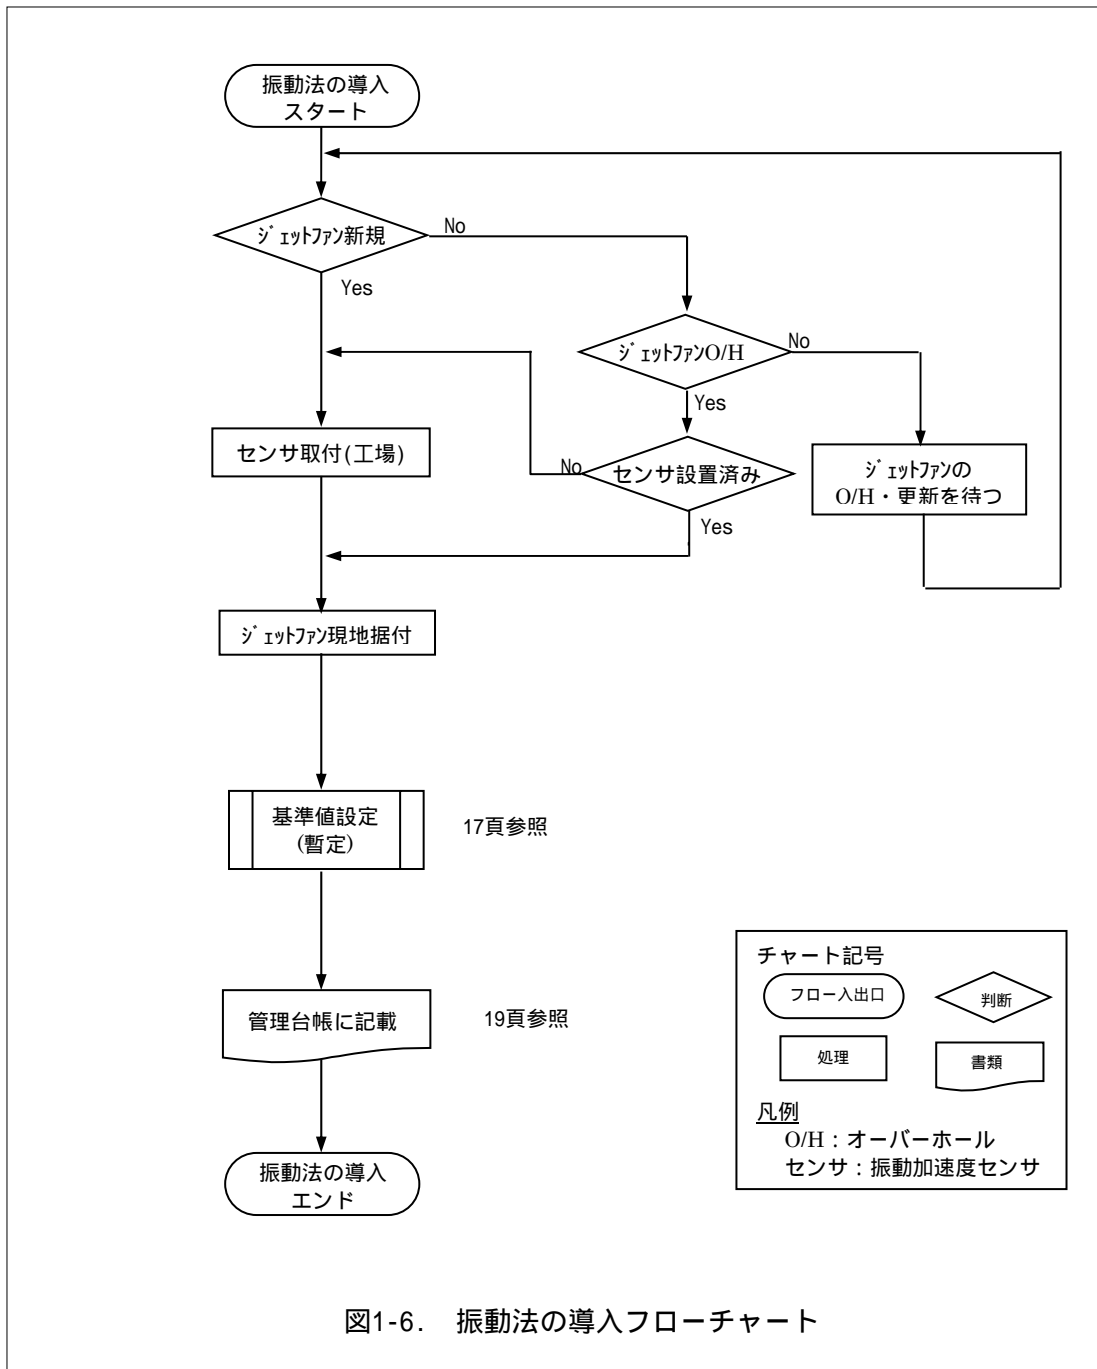 振動法の導入
スタート
ｼﾞｪｯﾄﾌｧﾝ新規
No
Yes
ｼﾞｪｯﾄﾌｧﾝO/H
No
Yes
センサ取付(工場)
センサ設置済み
No
Yes
ｼﾞｪｯﾄﾌｧﾝの
O/H・更新を待つ
ｼﾞｪｯﾄﾌｧﾝ現地据付
基準値設定
(暫定)
17頁参照
管理台帳に記載
19頁参照
振動法の導入
エンド
チャート記号
フロー入出口
判断
処理
書類
凡例
O/H：オーバーホール
センサ：振動加速度センサ
図1-6.　振動法の導入フローチャート